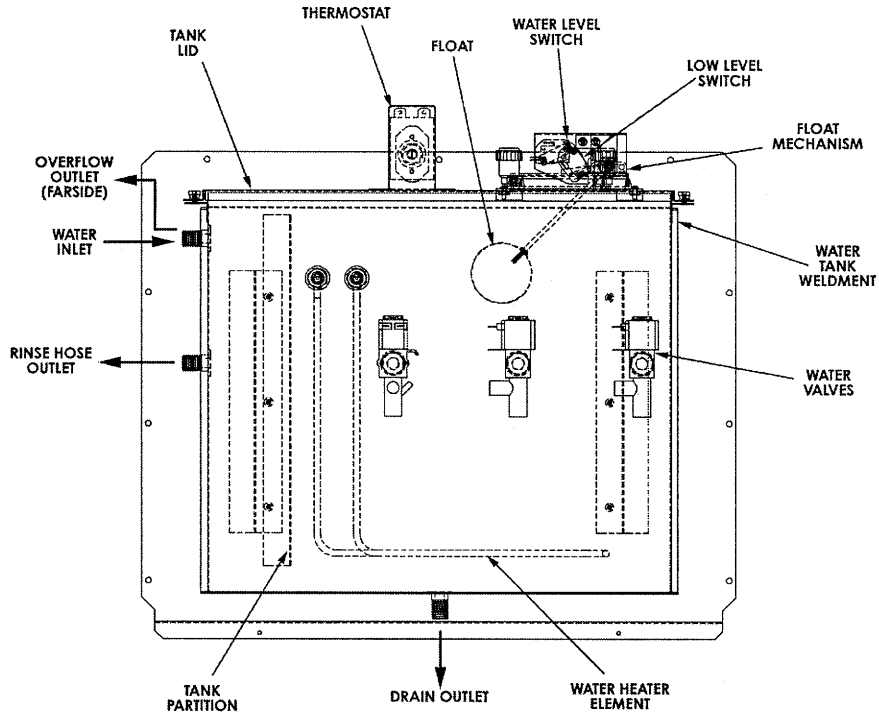 THERMOSTAT
WATER LEVEL
SWITCH
TANK
LID
FLOAT
LOW LEVEL
SWITCH
FLOAT
MECHANISM
OVERFLOW
OUTLET
(FARSIDE)
WATER
INLET
WATER
TANK
WELDMENT
RINSE HOSE
OUTLET
WATER
VALVES
TANK
PARTITION
DRAIN OUTLET
WATER HEATER
ELEMENT